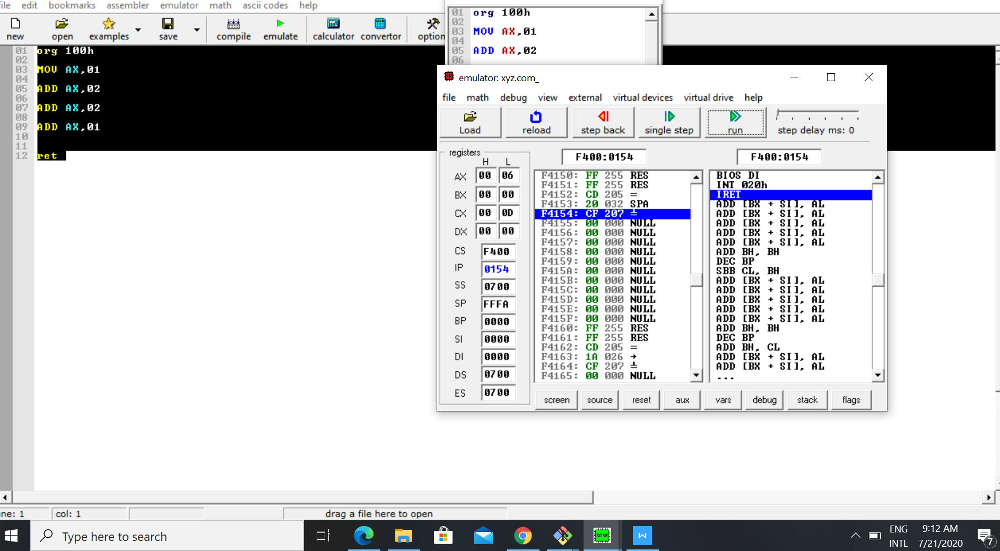 file edit bookmarks assembler emulator math ascii codes help
new open examples save compile emulate calculator convertor option
01 org 100h
02
03 MOV AX,01
04
05 ADD AX,02
06
07 ADD AX,02
08
09 ADD AX,01
10
11
12 ret
01 org 100h
02
03 MOV AX,01
04
05 ADD AX,02
06
emulator: xyz.com_
file math debug view external virtual devices virtual drive help
Load reload step back single step run step delay ms: 0
registers
H L
AX 00 06
BX 00 00
CX 00 0D
DX 00 00
CS F400
IP 0154
SS 0700
SP FFFA
BP 0000
SI 0000
DI 0000
DS 0700
ES 0700
F400:0154
F4150: FF 255 RES
F4151: FF 255 RES
F4152: CD 205 =
F4153: 20 032 SPA
F4154: CF 207 ╧
F4155: 00 000 NULL
F4156: 00 000 NULL
F4157: 00 000 NULL
F4158: 00 000 NULL
F4159: 00 000 NULL
F415A: 00 000 NULL
F415B: 00 000 NULL
F415C: 00 000 NULL
F415D: 00 000 NULL
F415E: 00 000 NULL
F415F: 00 000 NULL
F4160: FF 255 RES
F4161: FF 255 RES
F4162: CD 205 =
F4163: 1A 026 →
F4164: CF 207 ╧
F4165: 00 000 NULL
F400:0154
BIOS DI
INT 020h
IRET
ADD [BX + SI], AL
ADD [BX + SI], AL
ADD [BX + SI], AL
ADD [BX + SI], AL
ADD [BX + SI], AL
ADD BH, BH
DEC BP
SBB CL, BH
ADD [BX + SI], AL
ADD [BX + SI], AL
ADD [BX + SI], AL
ADD [BX + SI], AL
ADD [BX + SI], AL
ADD BH, BH
DEC BP
ADD BH, CL
ADD [BX + SI], AL
ADD [BX + SI], AL
...
screen source reset aux vars debug stack flags
ine: 1 col: 1 drag a file here to open
Type here to search
8086
W
ENG
INTL
9:12 AM
7/21/2020
7